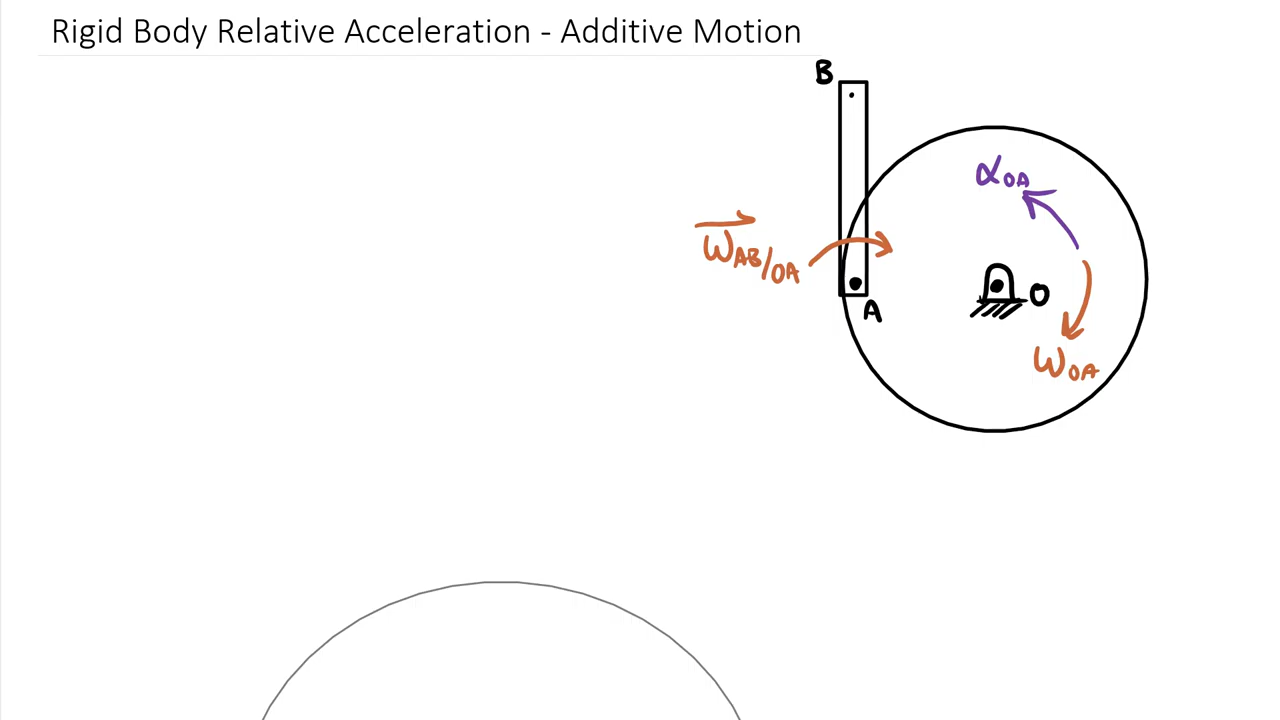 Rigid Body Relative Acceleration - Additive Motion
B
αOA
ωAB/OA
O
A
ωOA